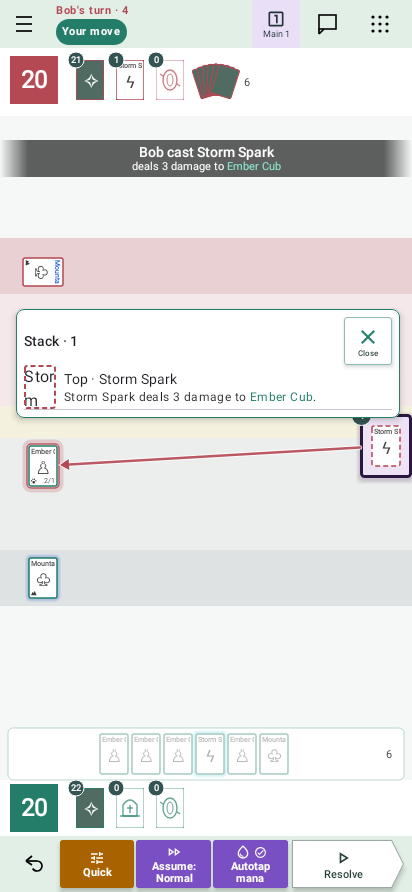 Bob's turn · 4
Your move
Main 1
20
21
1
Storm S
0
6
Bob cast Storm Spark
deals 3 damage to Ember Cub
Mounta
Stack · 1
Close
Storm
Top · Storm Spark
Storm Spark deals 3 damage to Ember Cub.
Storm S
Ember C
2/1
Mounta
Ember C
Ember C
Ember C
Storm S
Ember C
Mounta
6
20
22
0
0
Quick
Assume:
Normal
Autotap
mana
Resolve